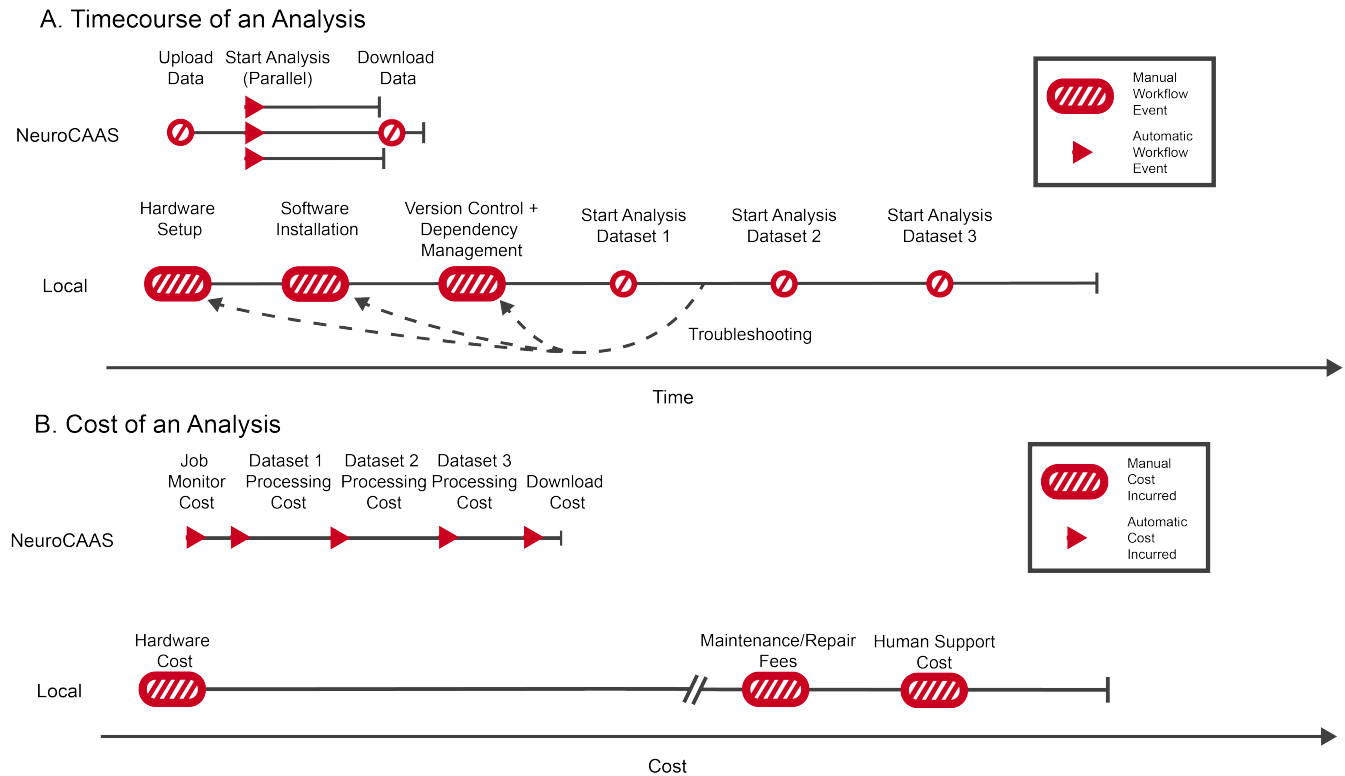 A. Timecourse of an Analysis
Upload
Data
Start Analysis
(Parallel)
Download
Data
NeuroCAAS
Manual
Workflow
Event
Automatic
Workflow
Event
Hardware
Setup
Software
Installation
Version Control +
Dependency
Management
Start Analysis
Dataset 1
Start Analysis
Dataset 2
Start Analysis
Dataset 3
Local
Troubleshooting
Time
B. Cost of an Analysis
Job
Monitor
Cost
Dataset 1
Processing
Cost
Dataset 2
Processing
Cost
Dataset 3
Processing
Cost
Download
Cost
NeuroCAAS
Manual
Cost
Incurred
Automatic
Cost
Incurred
Hardware
Cost
Maintenance/Repair
Fees
Human Support
Cost
Local
Cost